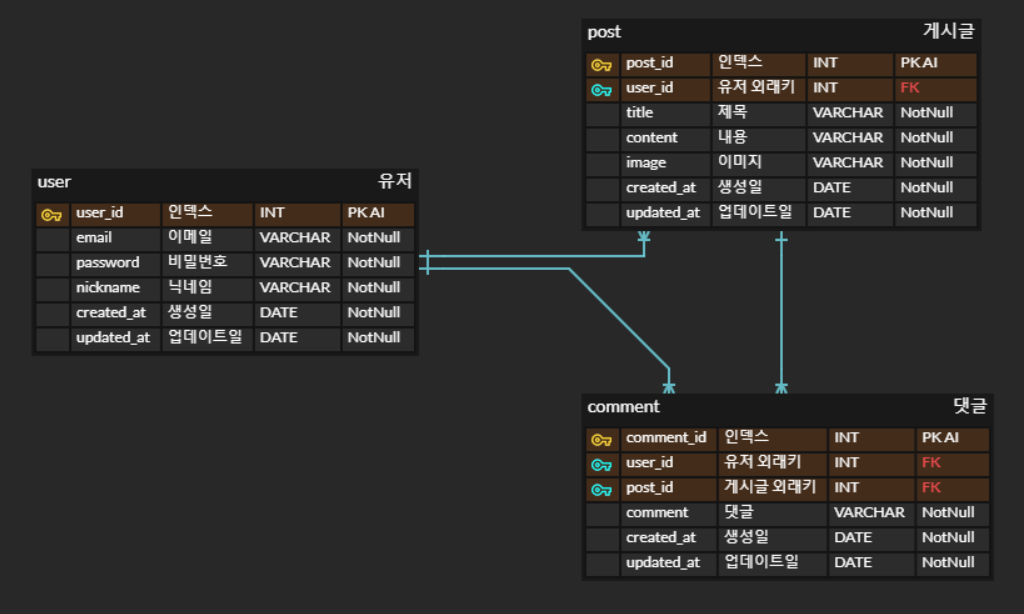 post 게시글
post_id 인덱스 INT PK AI
user_id 유저 외래키 INT FK
title 제목 VARCHAR NotNull
content 내용 VARCHAR NotNull
image 이미지 VARCHAR NotNull
created_at 생성일 DATE NotNull
updated_at 업데이트일 DATE NotNull
user 유저
user_id 인덱스 INT PK AI
email 이메일 VARCHAR NotNull
password 비밀번호 VARCHAR NotNull
nickname 닉네임 VARCHAR NotNull
created_at 생성일 DATE NotNull
updated_at 업데이트일 DATE NotNull
comment 댓글
comment_id 인덱스 INT PK AI
user_id 유저 외래키 INT FK
post_id 게시글 외래키 INT FK
comment 댓글 VARCHAR NotNull
created_at 생성일 DATE NotNull
updated_at 업데이트일 DATE NotNull